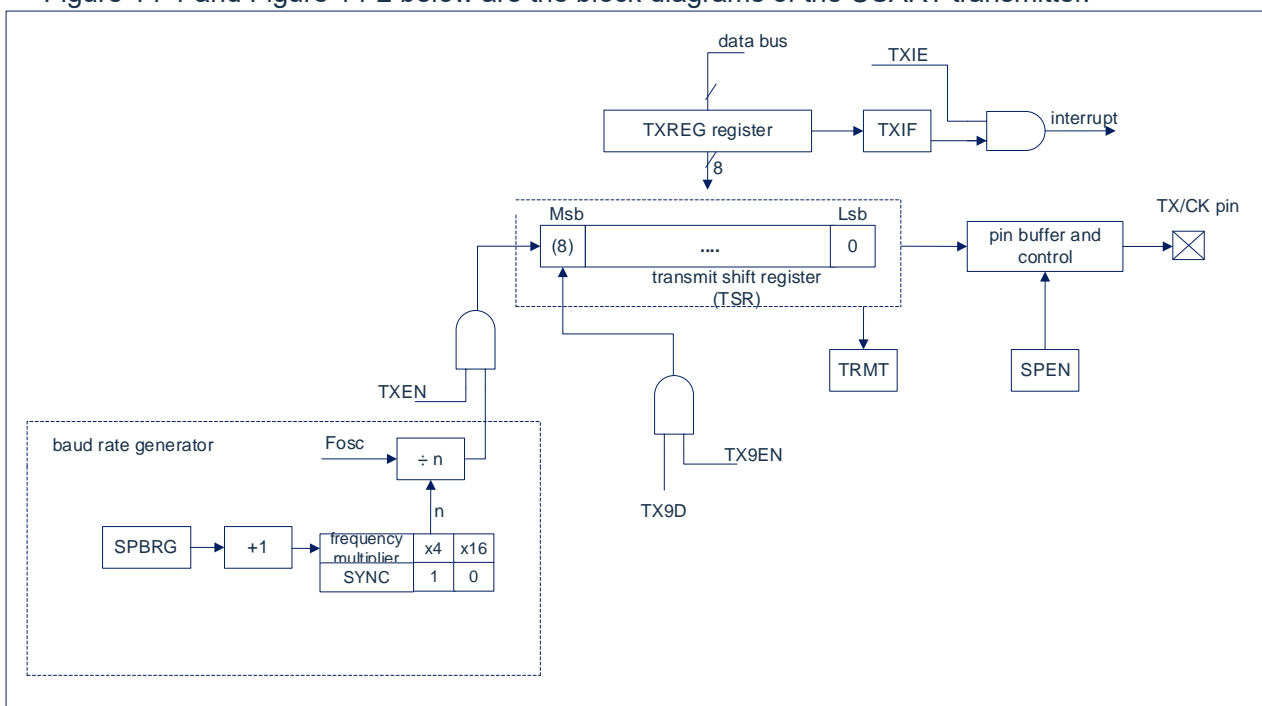 data bus
TXIE
TXREG register
TXIF
interrupt
8
Msb
Lsb
TX/CK pin
(8)
....
0
pin buffer and
control
transmit shift register
(TSR)
TRMT
SPEN
TXEN
baud rate generator
Fosc
÷ n
TX9EN
n
TX9D
SPBRG
+1
frequency
multiplier
x4
x16
SYNC
1
0